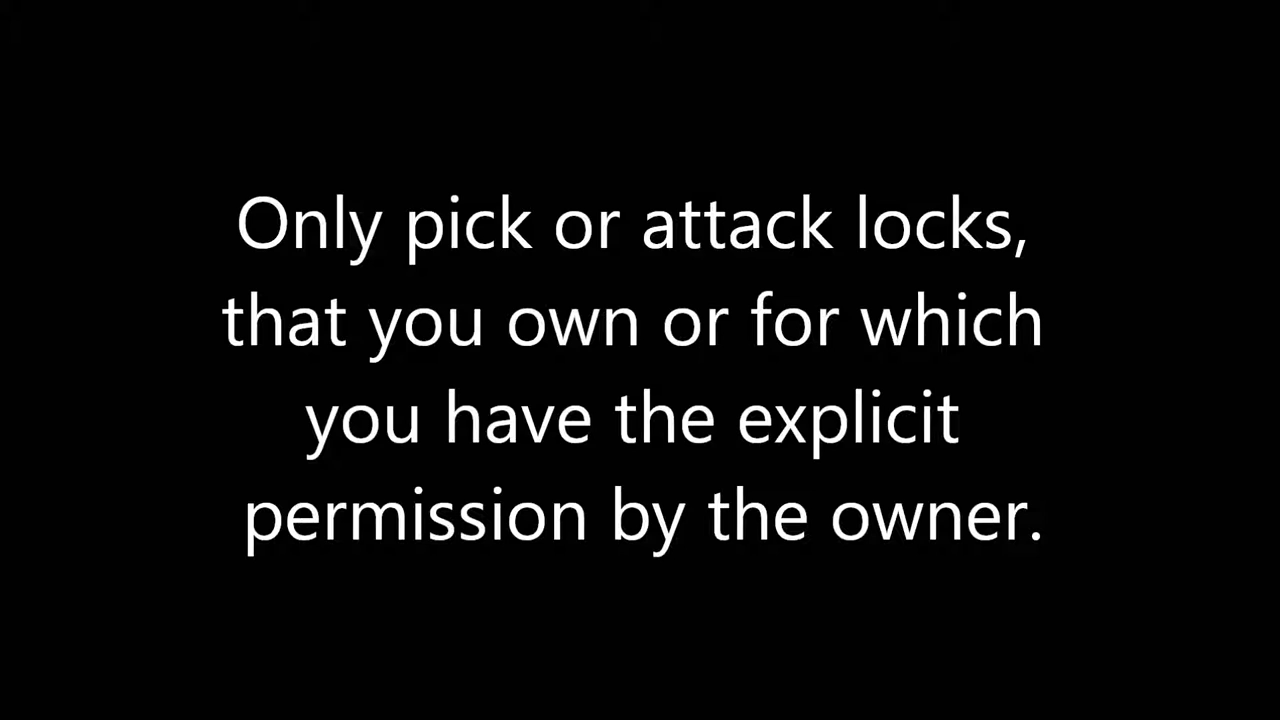 Only pick or attack locks,
that you own or for which
you have the explicit
permission by the owner.